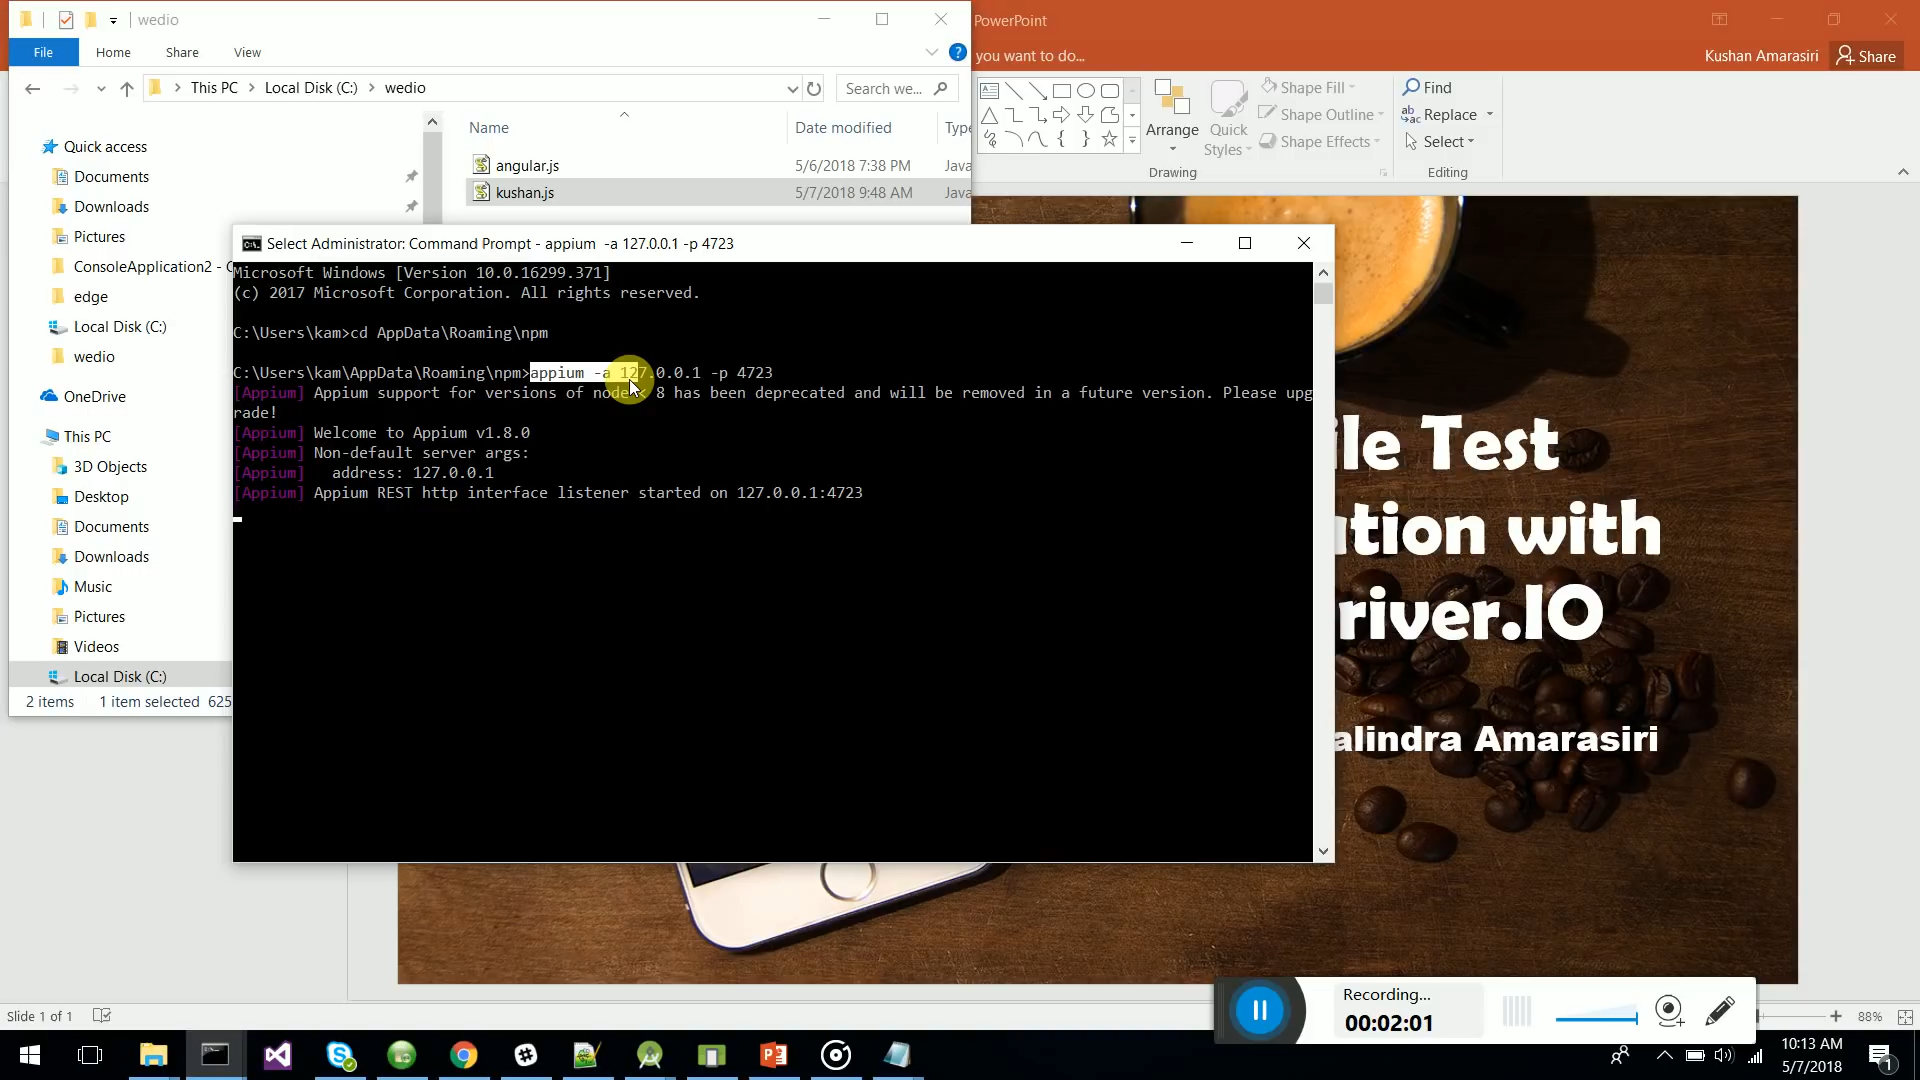 wedio
File Home Share View
This PC Local Disk (C:) wedio
Search we...
Name Date modified Type
angular.js 5/6/2018 7:38 PM Java
kushan.js 5/7/2018 9:48 AM Java
Quick access
Documents
Downloads
Pictures
ConsoleApplication2 - C
edge
Local Disk (C:)
wedio
OneDrive
This PC
3D Objects
Desktop
Documents
Downloads
Music
Pictures
Videos
Local Disk (C:)
2 items 1 item selected 625
PowerPoint
you want to do...
Kushan Amarasiri Share
Arrange
Quick Styles
Shape Fill
Shape Outline
Shape Effects
Drawing
Find
Replace
Select
Editing
Select Administrator: Command Prompt - appium -a 127.0.0.1 -p 4723
Microsoft Windows [Version 10.0.16299.371]
(c) 2017 Microsoft Corporation. All rights reserved.
C:\Users\kam>cd AppData\Roaming\npm
C:\Users\kam\AppData\Roaming\npm>appium -a 127.0.0.1 -p 4723
[Appium] Appium support for versions of node < 8 has been deprecated and will be removed in a future version. Please upg
rade!
[Appium] Welcome to Appium v1.8.0
[Appium] Non-default server args:
[Appium]   address: 127.0.0.1
[Appium] Appium REST http interface listener started on 127.0.0.1:4723
ile Test
ation with
river.IO
alindra Amarasiri
Recording...
00:02:01
Slide 1 of 1
88%
10:13 AM
5/7/2018
1